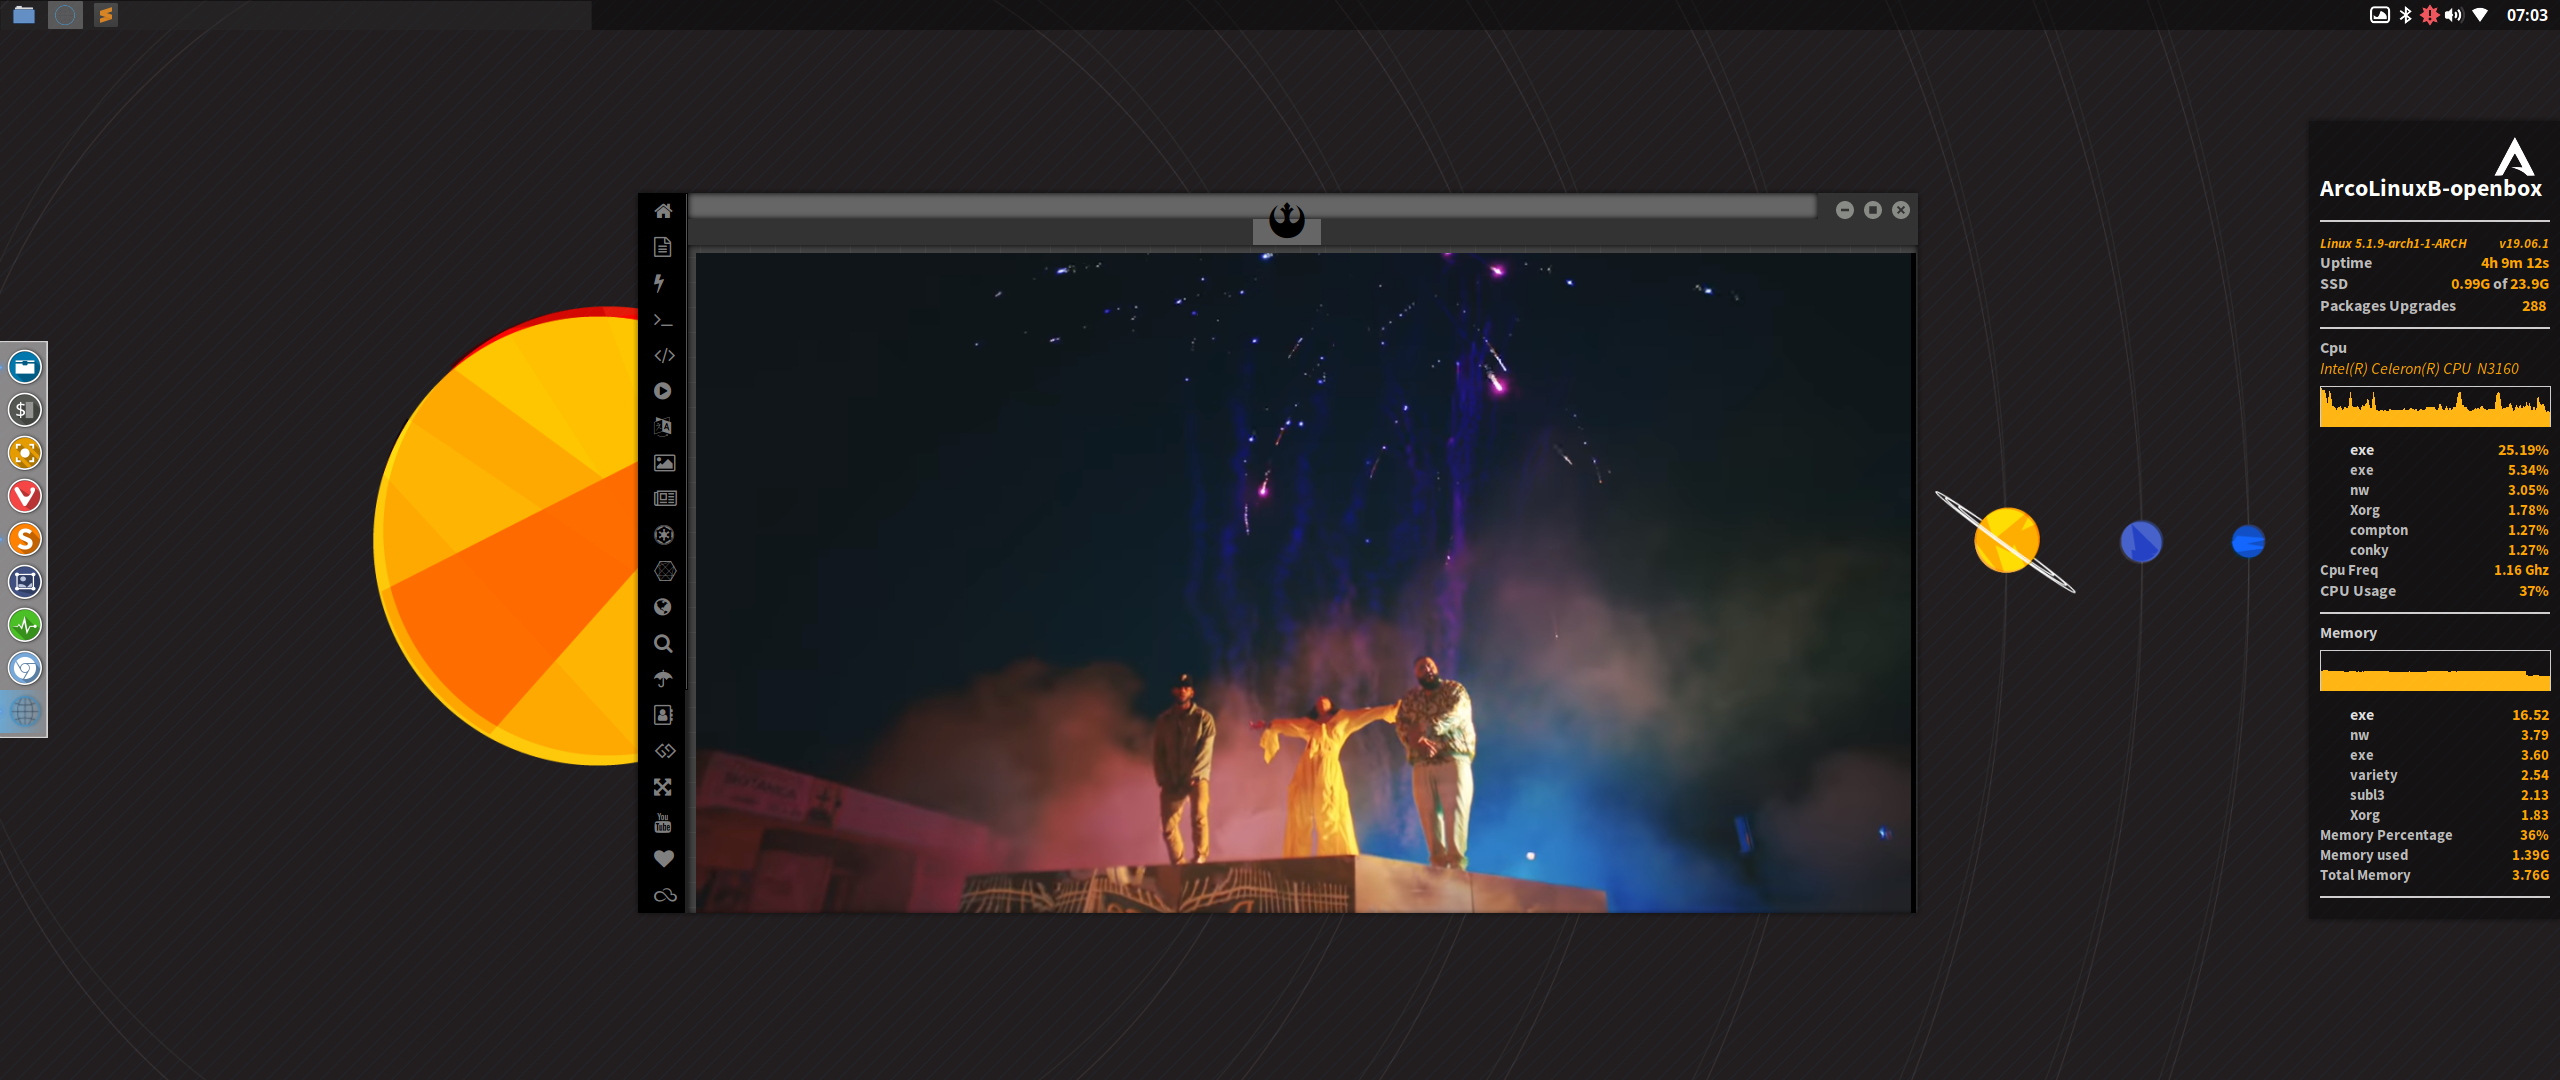 07:03
ArcoLinuxB-openbox
Linux 5.1.9-arch1-1-ARCH v19.06.1
Uptime 4h 9m 12s
SSD 0.99G of 23.9G
Packages Upgrades 288
Cpu
Intel(R) Celeron(R) CPU N3160
exe 25.19%
exe 5.34%
nw 3.05%
Xorg 1.78%
compton 1.27%
conky 1.27%
Cpu Freq 1.16 Ghz
CPU Usage 37%
Memory
exe 16.52
nw 3.79
exe 3.60
variety 2.54
subl3 2.13
Xorg 1.83
Memory Percentage 36%
Memory used 1.39G
Total Memory 3.76G
You
Tube
BOTANICA